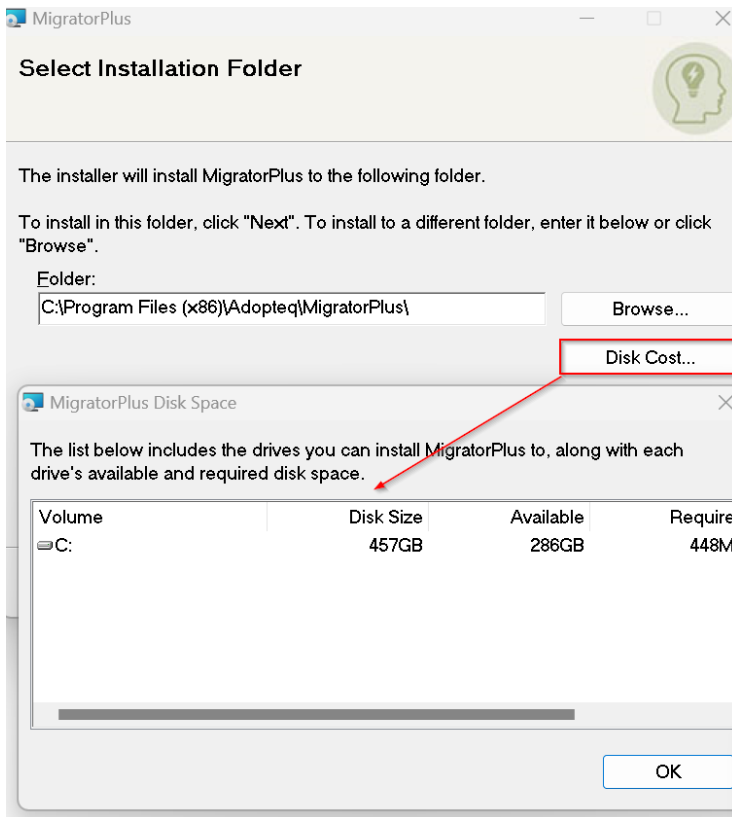 MigratorPlus
Select Installation Folder
The installer will install MigratorPlus to the following folder.
To install in this folder, click "Next". To install to a different folder, enter it below or click
"Browse".
Folder:
C:\Program Files (x86)\Adopteq\MigratorPlus\
Browse...
Disk Cost...
MigratorPlus Disk Space
The list below includes the drives you can install MigratorPlus to, along with each
drive's available and required disk space.
Volume Disk Size Available Require
C: 457GB 286GB 448M
OK